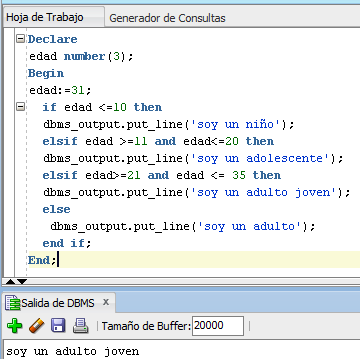 Hoja de Trabajo Generador de Consultas
Declare
edad number(3);
Begin
edad:=31;
if edad <=10 then
dbms_output.put_line('soy un niño');
elsif edad >=11 and edad<=20 then
dbms_output.put_line('soy un adolescente');
elsif edad>=21 and edad <= 35 then
dbms_output.put_line('soy un adulto joven');
else
dbms_output.put_line('soy un adulto');
end if;
End;
Salida de DBMS x
Tamaño de Buffer: 20000
soy un adulto joven